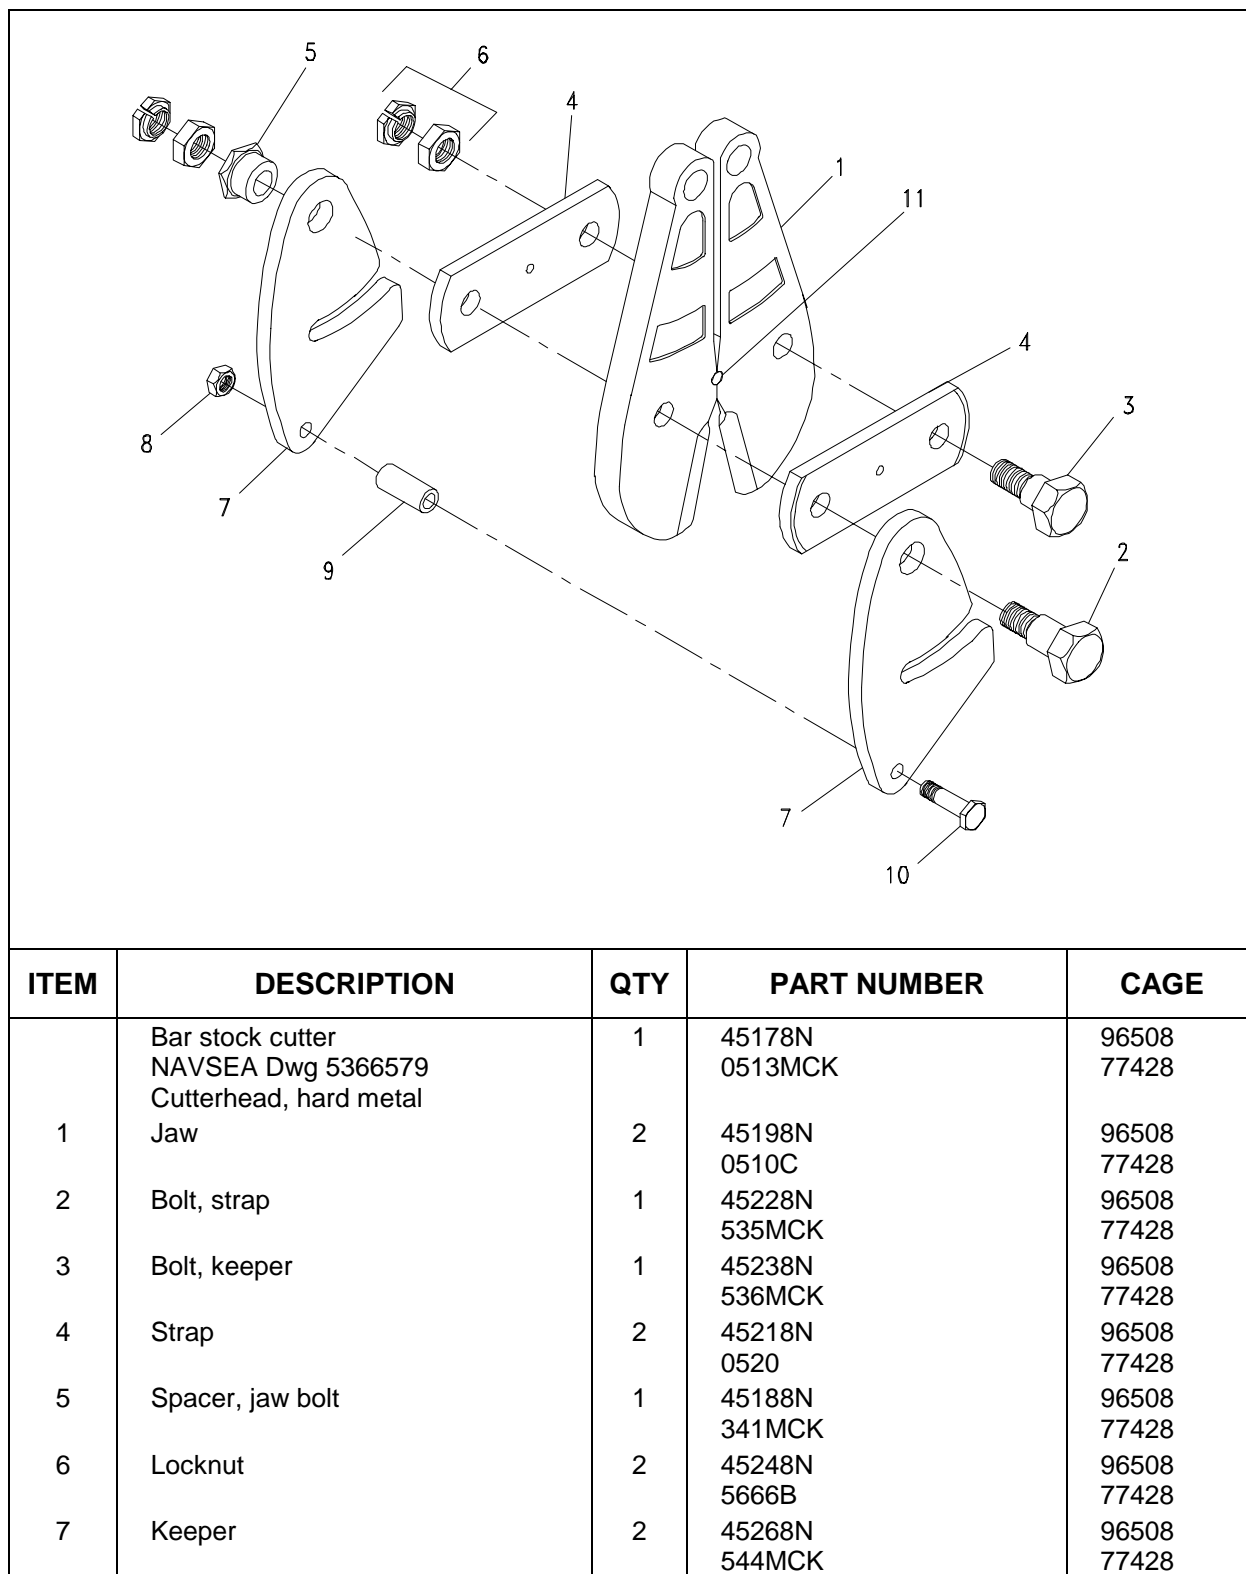 5
6
4
1
11
4
3
8
7
9
2
7
10
ITEM DESCRIPTION QTY PART NUMBER CAGE
Bar stock cutter 1 45178N 96508
NAVSEA Dwg 5366579 0513MCK 77428
Cutterhead, hard metal
1 Jaw 2 45198N 96508
0510C 77428
2 Bolt, strap 1 45228N 96508
535MCK 77428
3 Bolt, keeper 1 45238N 96508
536MCK 77428
4 Strap 2 45218N 96508
0520 77428
5 Spacer, jaw bolt 1 45188N 96508
341MCK 77428
6 Locknut 2 45248N 96508
5666B 77428
7 Keeper 2 45268N 96508
544MCK 77428